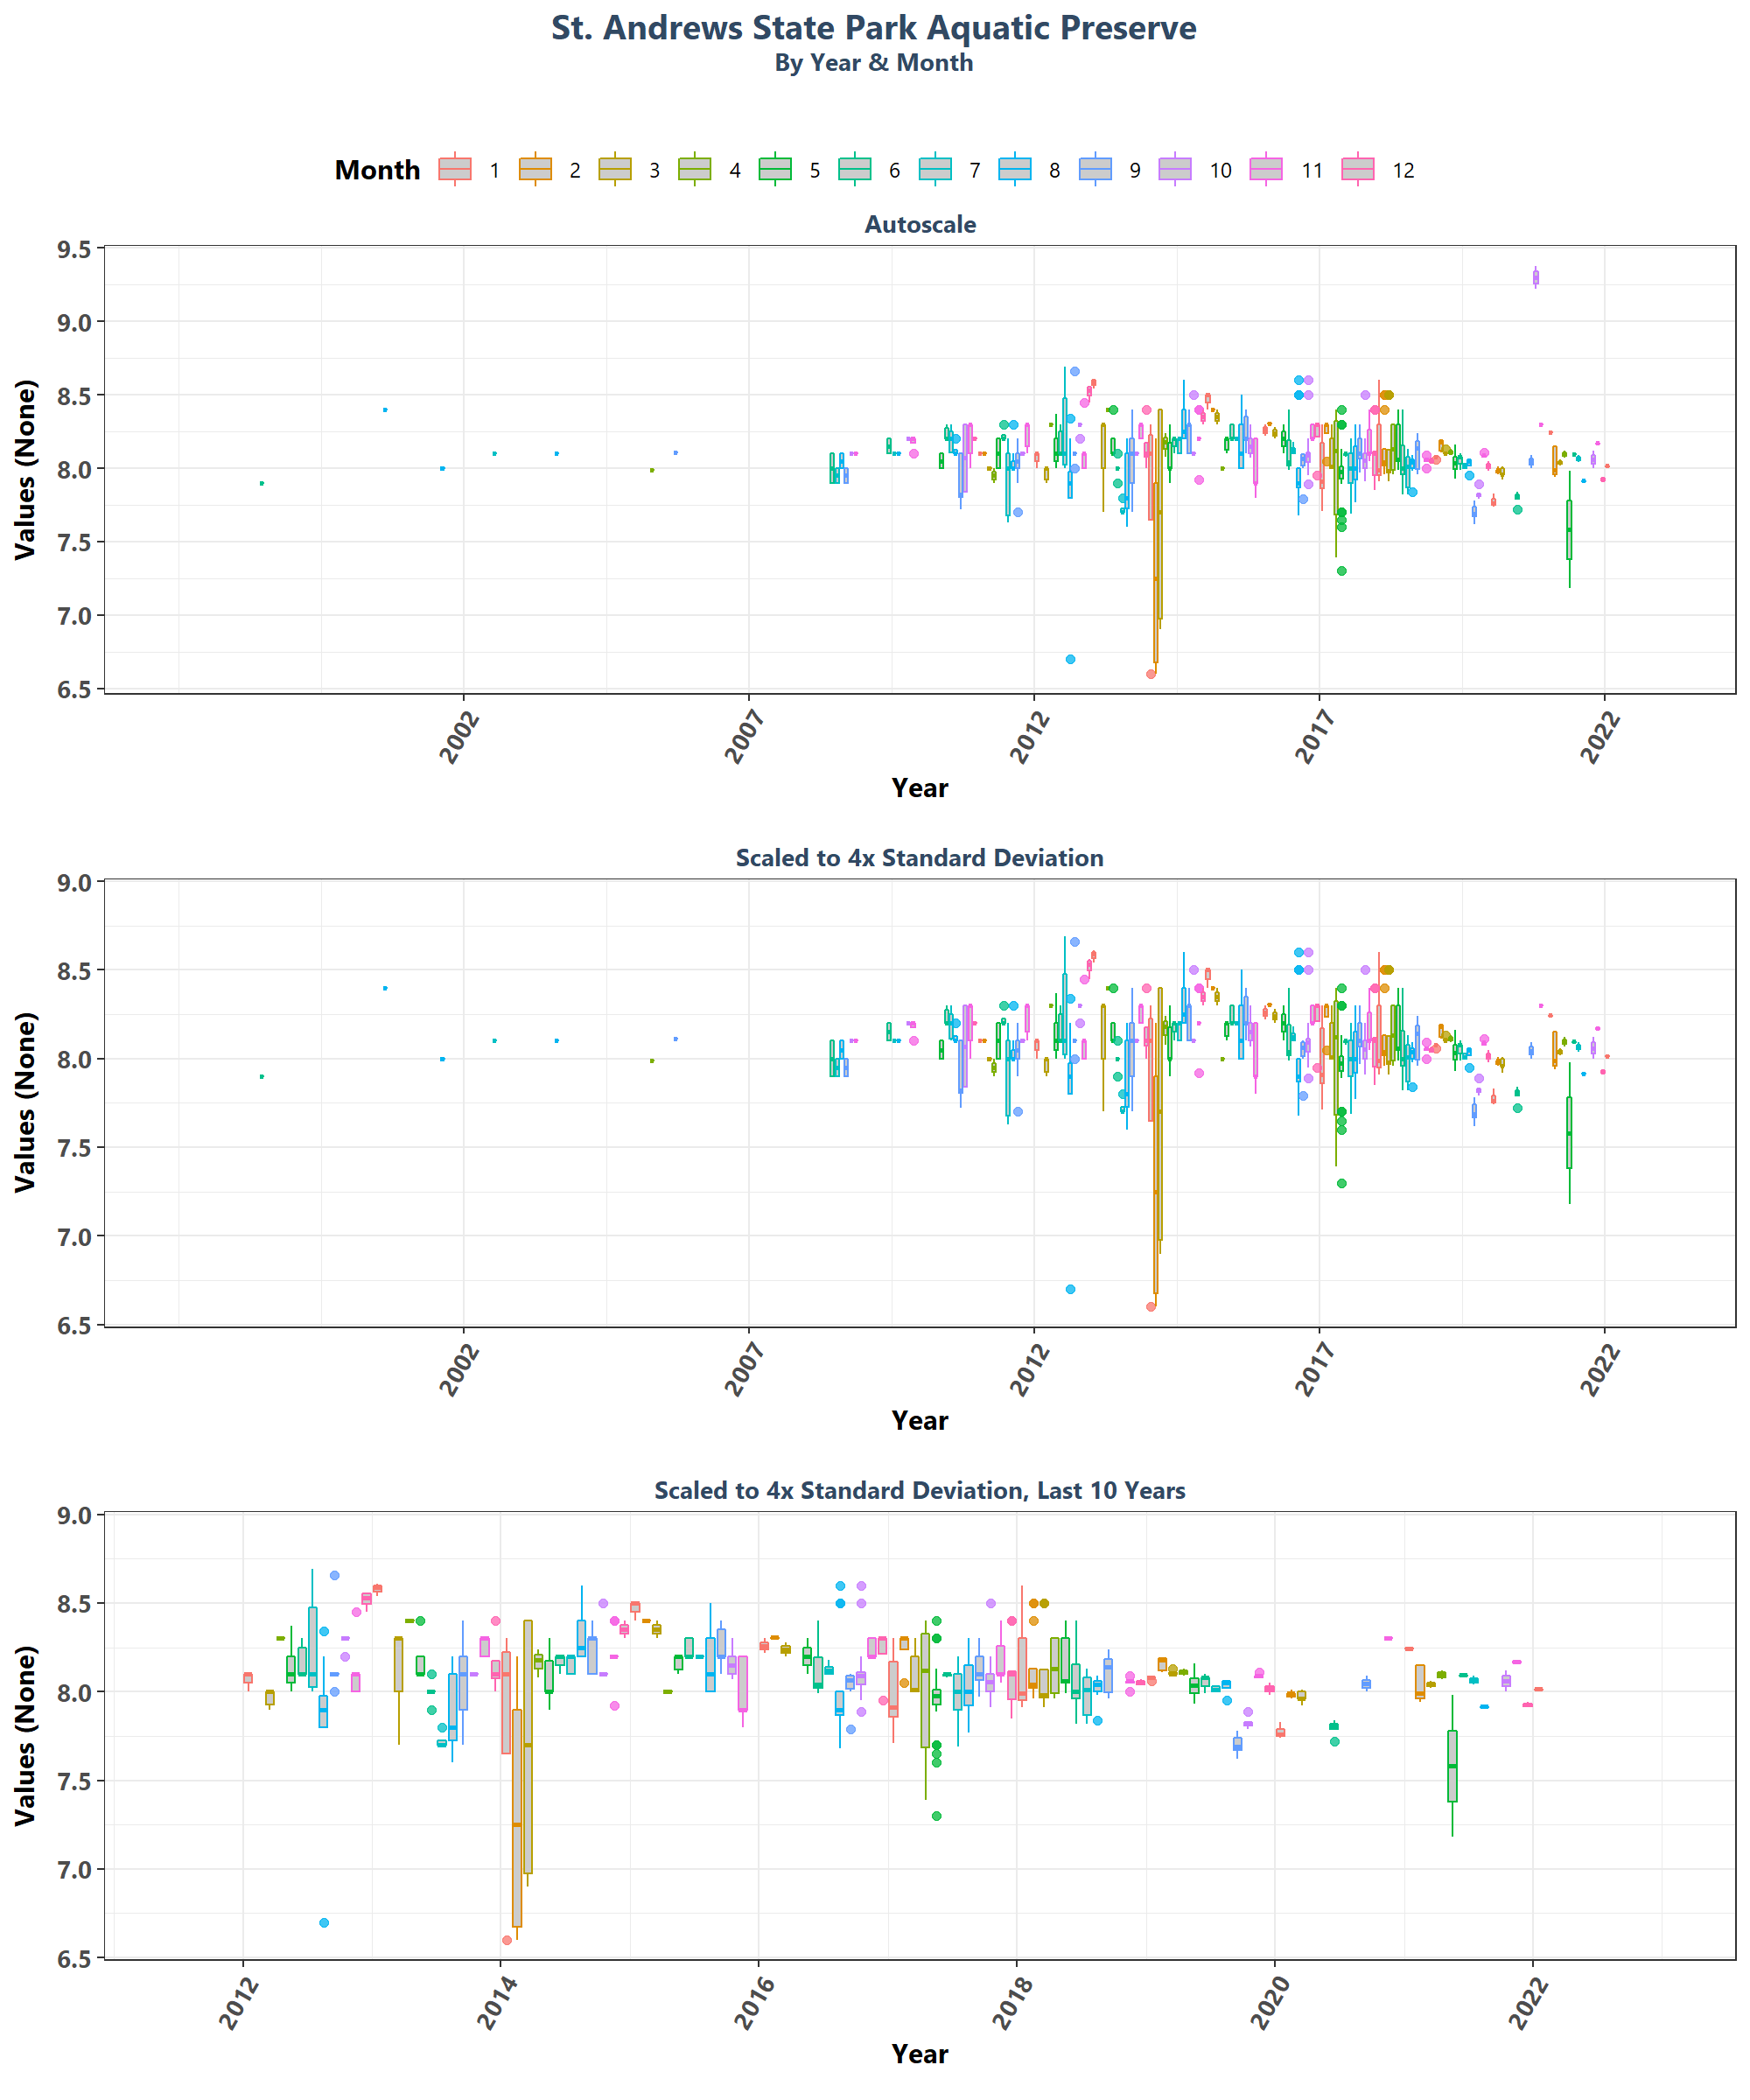 St. Andrews State Park Aquatic Preserve
By Year & Month
Month 1 2 3 4 5 6 7 8 9 10 11 12
Autoscale
Values (None)
9.5
9.0
8.5
8.0
7.5
7.0
6.5
2002 2007 2012 2017 2022
Year
Scaled to 4x Standard Deviation
Values (None)
9.0
8.5
8.0
7.5
7.0
6.5
2002 2007 2012 2017 2022
Year
Scaled to 4x Standard Deviation, Last 10 Years
Values (None)
9.0
8.5
8.0
7.5
7.0
6.5
2012 2014 2016 2018 2020 2022
Year